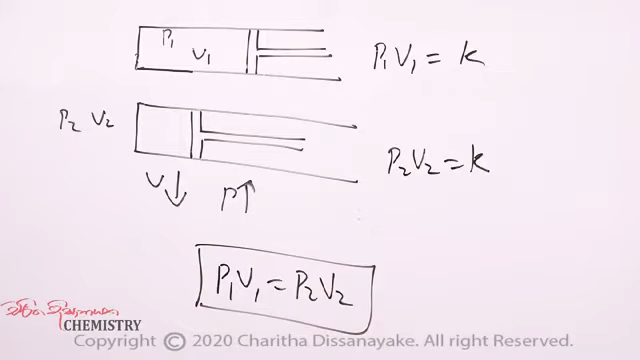 P₁ V₁ P₁V₁ = k
P₂ V₂
P₂V₂ = k
V↓ P↑
P₁V₁ = P₂V₂
CHEMISTRY
Copyright © 2020 Charitha Dissanayake. All right Reserved.